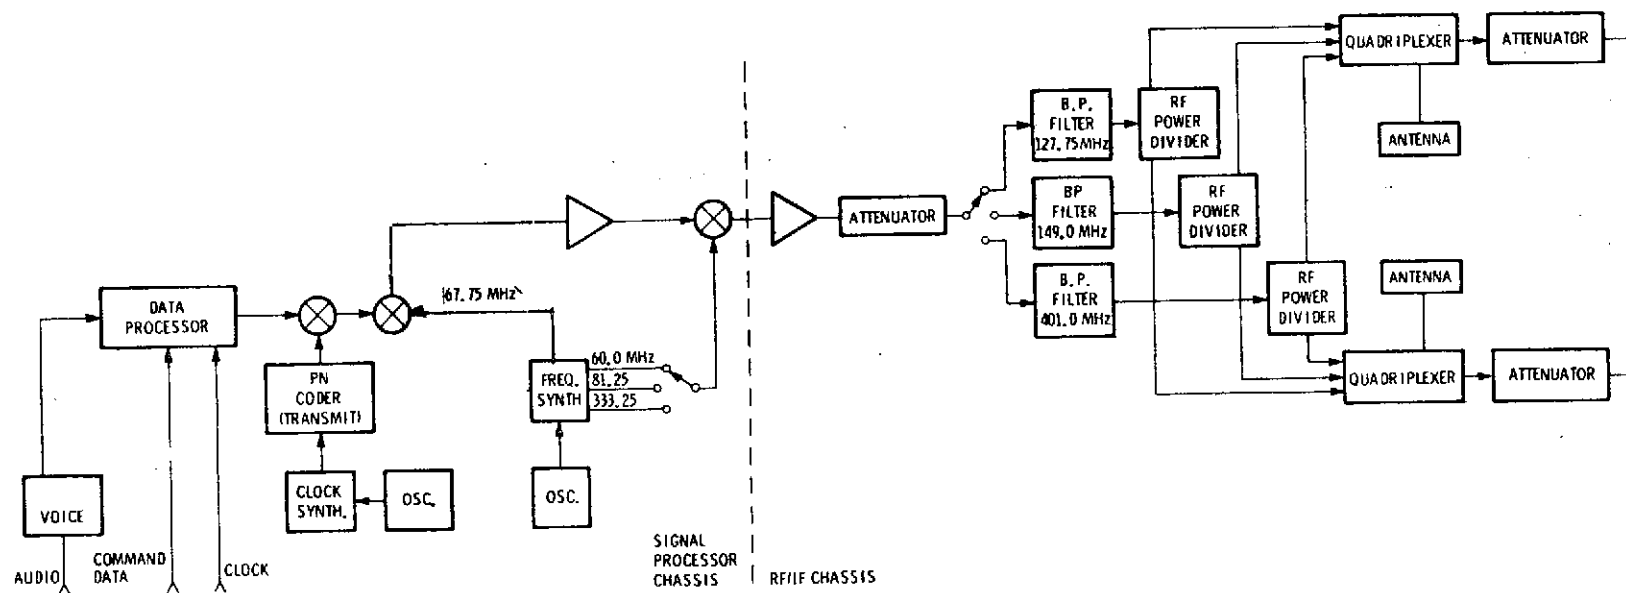 QUADRIPLEXER
ATTENUATOR
B.P.
FILTER
127.75MHz
RF
POWER
DIVIDER
ANTENNA
ATTENUATOR
BP
FILTER
149.0 MHz
RF
POWER
DIVIDER
B.P.
FILTER
401.0 MHz
RF
POWER
DIVIDER
ANTENNA
DATA
PROCESSOR
67.75 MHz
60.0 MHz
81.25
333.25
FREQ.
SYNTH
PN
CODER
(TRANSMIT)
QUADRIPLEXER
ATTENUATOR
VOICE
CLOCK
SYNTH.
OSC.
OSC.
AUDIO
COMMAND
DATA
CLOCK
SIGNAL
PROCESSOR
CHASSIS
RF/IF CHASSIS